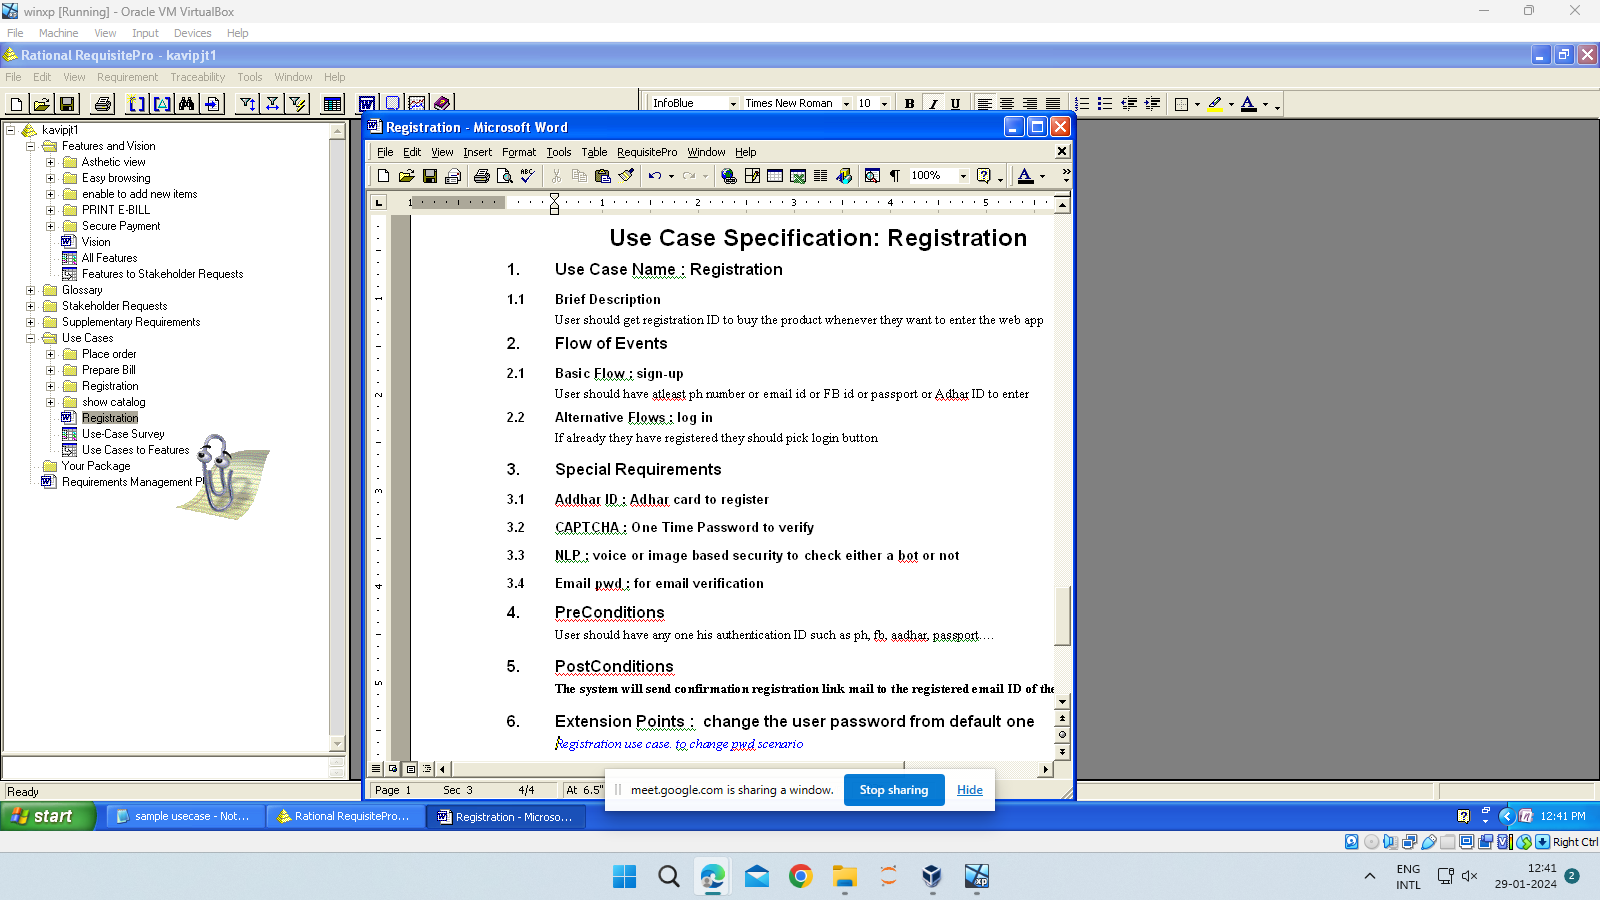 winxp [Running] - Oracle VM VirtualBox
File Machine View Input Devices Help
Rational RequisitePro - kavipjt1
File Edit View Requirement Traceability Tools Window Help
InfoBlue Times New Roman 10 B I U
kavipjt1
Features and Vision
Asthetic view
Easy browsing
enable to add new items
PRINT E-BILL
Secure Payment
Vision
All Features
Features to Stakeholder Requests
Glossary
Stakeholder Requests
Supplementary Requirements
Use Cases
Place order
Prepare Bill
Registration
show catalog
Registration
Use-Case Survey
Use Cases to Features
Your Package
Requirements Management P
Registration - Microsoft Word
File Edit View Insert Format Tools Table RequisitePro Window Help
100%
1 1 2 3 4 5
Use Case Specification: Registration
1. Use Case Name : Registration
1.1 Brief Description
User should get registration ID to buy the product whenever they want to enter the web app
2. Flow of Events
2.1 Basic Flow : sign-up
User should have atleast ph number or email id or FB id or passport or Adhar ID to enter
2.2 Alternative Flows : log in
If already they have registered they should pick login button
3. Special Requirements
3.1 Addhar ID : Adhar card to register
3.2 CAPTCHA : One Time Password to verify
3.3 NLP : voice or image based security to check either a bot or not
3.4 Email pwd : for email verification
4. PreConditions
User should have any one his authentication ID such as ph, fb, aadhar, passport....
5. PostConditions
The system will send confirmation registration link mail to the registered email ID of the
6. Extension Points : change the user password from default one
Registration use case. to change pwd scenario
Page 1 Sec 3 4/4 At 6.5"
meet.google.com is sharing a window. Stop sharing Hide
Ready
start sample usecase - Not... Rational RequisitePro... Registration - Microso... 12:41 PM
Right Ctrl
ENG
INTL
12:41
29-01-2024
2